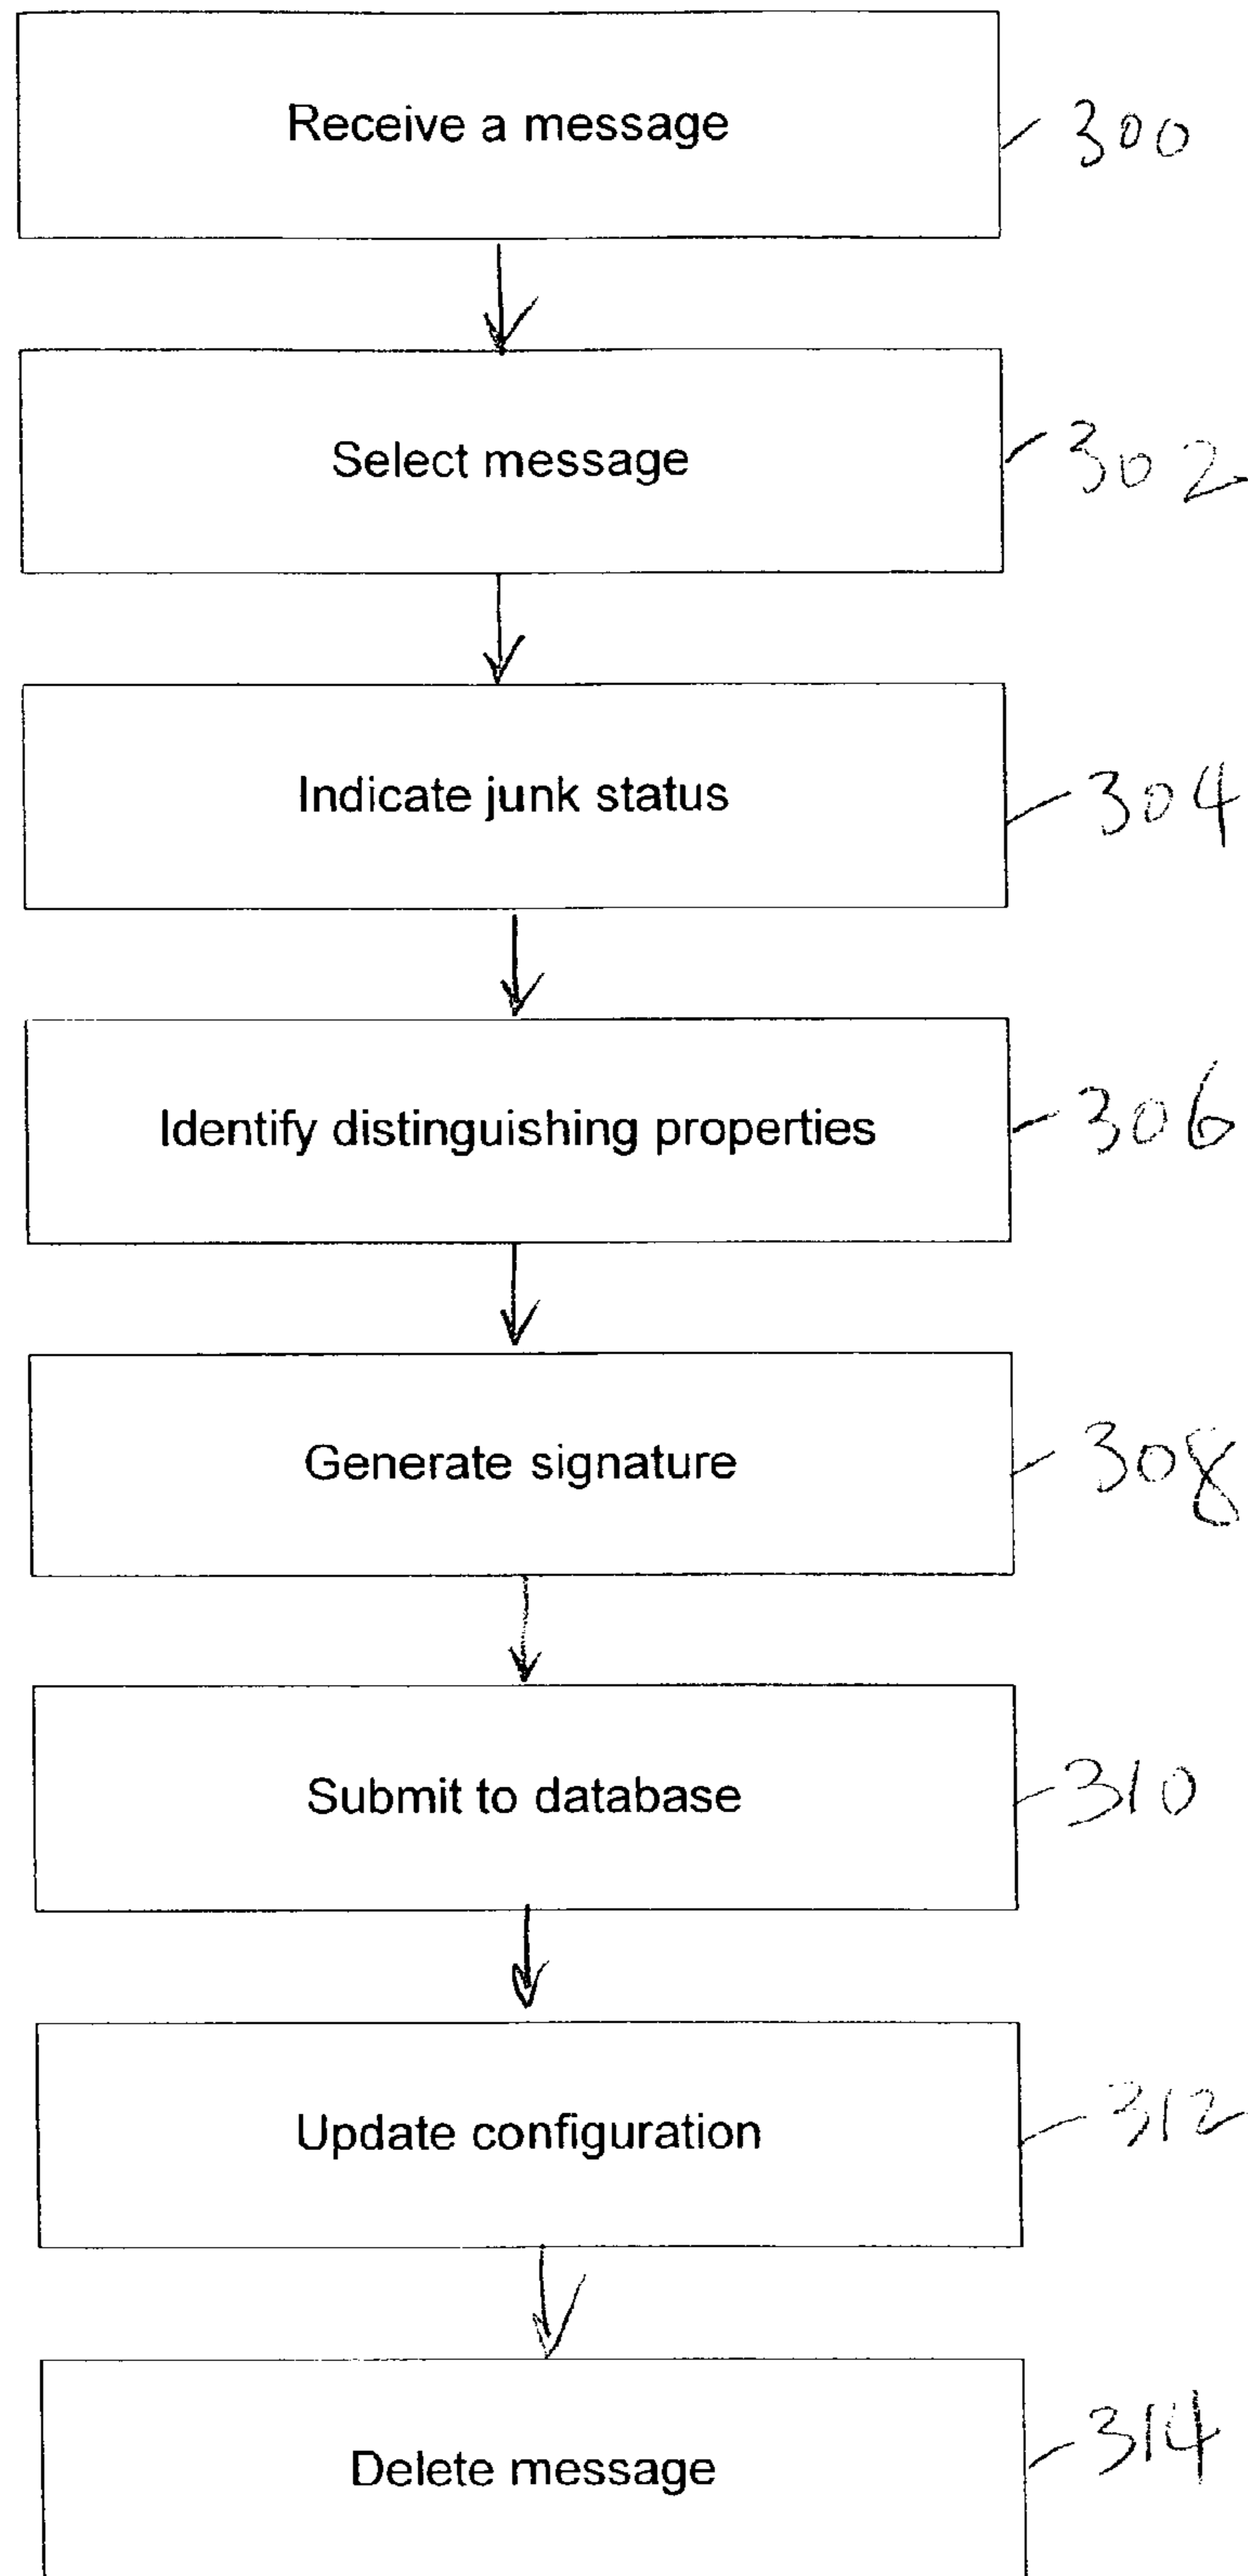 Receive a message 300
Select message 302
Indicate junk status 304
Identify distinguishing properties 306
Generate signature 308
Submit to database 310
Update configuration 312
Delete message 314